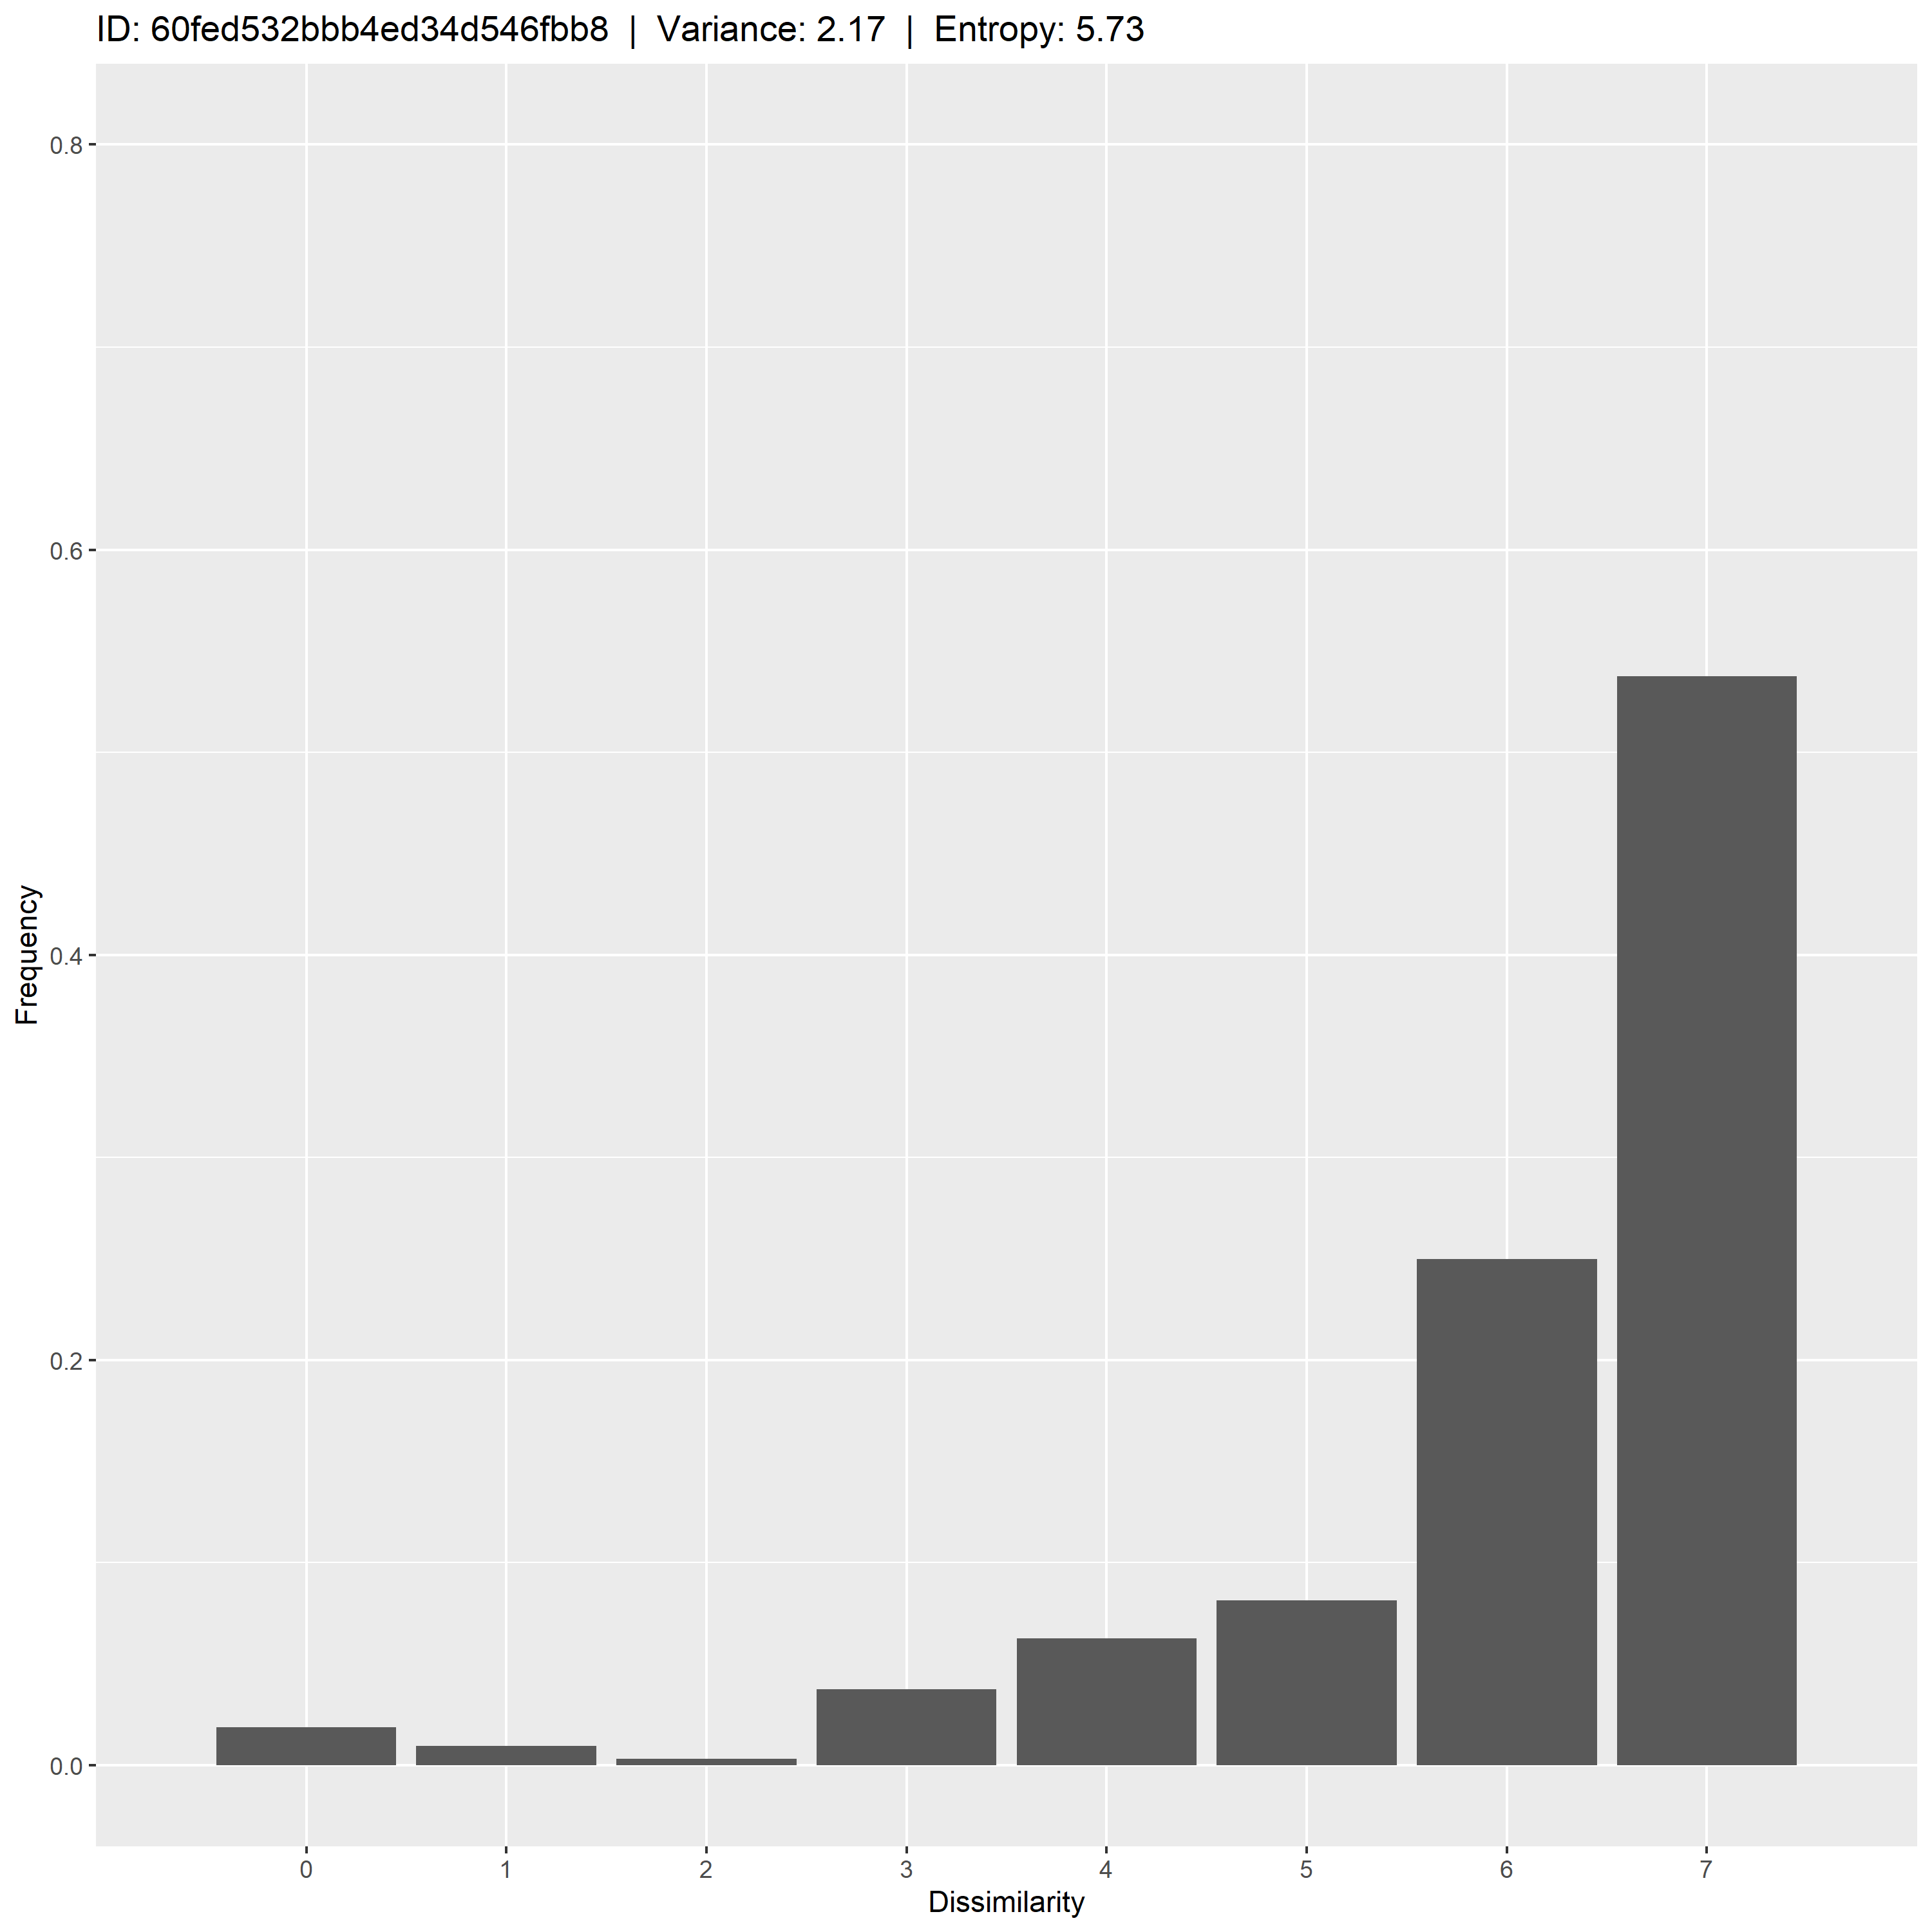 ID: 60fed532bbb4ed34d546fbb8 | Variance: 2.17 | Entropy: 5.73
0.8
0.6
0.4
0.2
0.0
Frequency
0 1 2 3 4 5 6 7
Dissimilarity